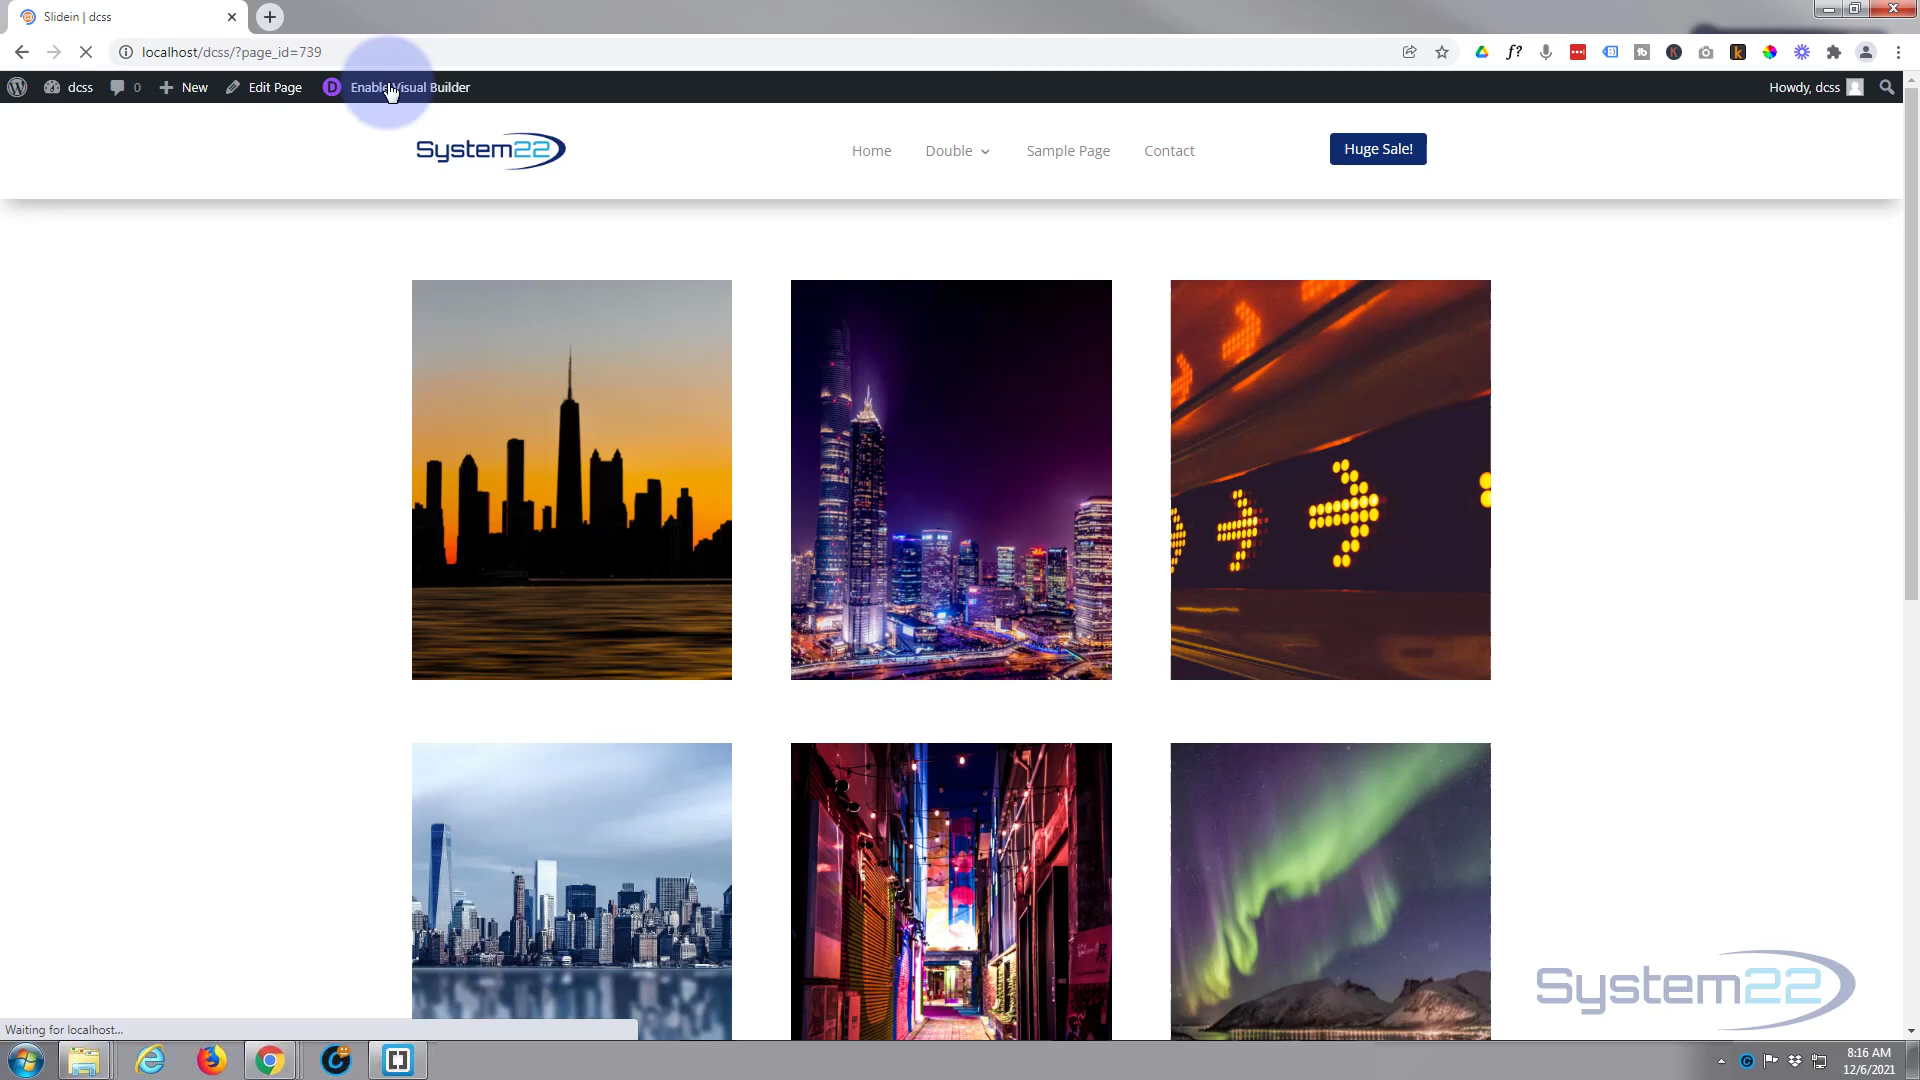 Slidein | dcss
localhost/dcss/?page_id=739
dcss 0 New Edit Page D Enable Visual Builder Howdy, dcss
System22 Home Double Sample Page Contact Huge Sale!
System22
Waiting for localhost...
8:16 AM
12/6/2021